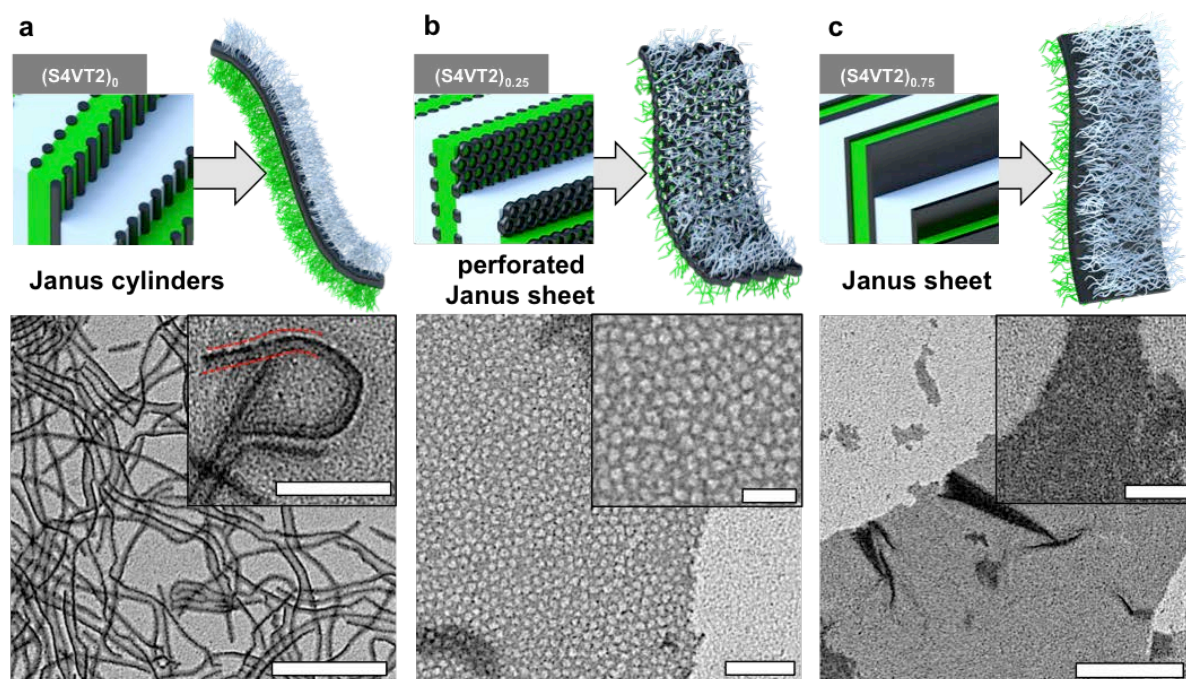 a
(S4VT2)0
Janus cylinders
b
(S4VT2)0.25
perforated
Janus sheet
c
(S4VT2)0.75
Janus sheet